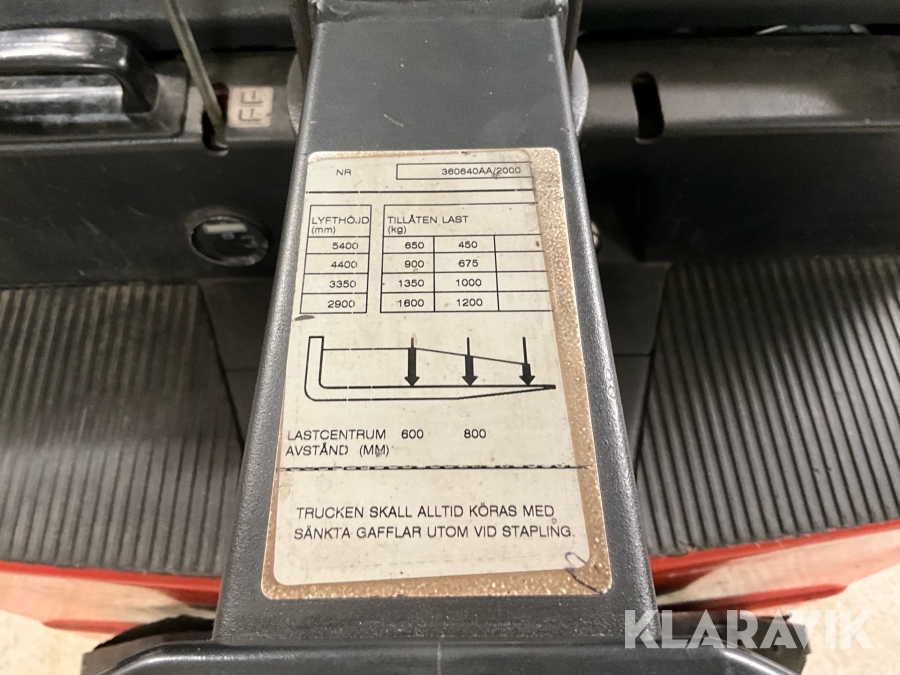 NR 360640AA/2000
LYFTHÖJD TILLÅTEN LAST
(mm) (kg)
5400 650 450
4400 900 675
3350 1350 1000
2900 1600 1200
LASTCENTRUM 600 800
AVSTÅND (MM)
TRUCKEN SKALL ALLTID KÖRAS MED
SÄNKTA GAFFLAR UTOM VID STAPLING.
KLARAVIK